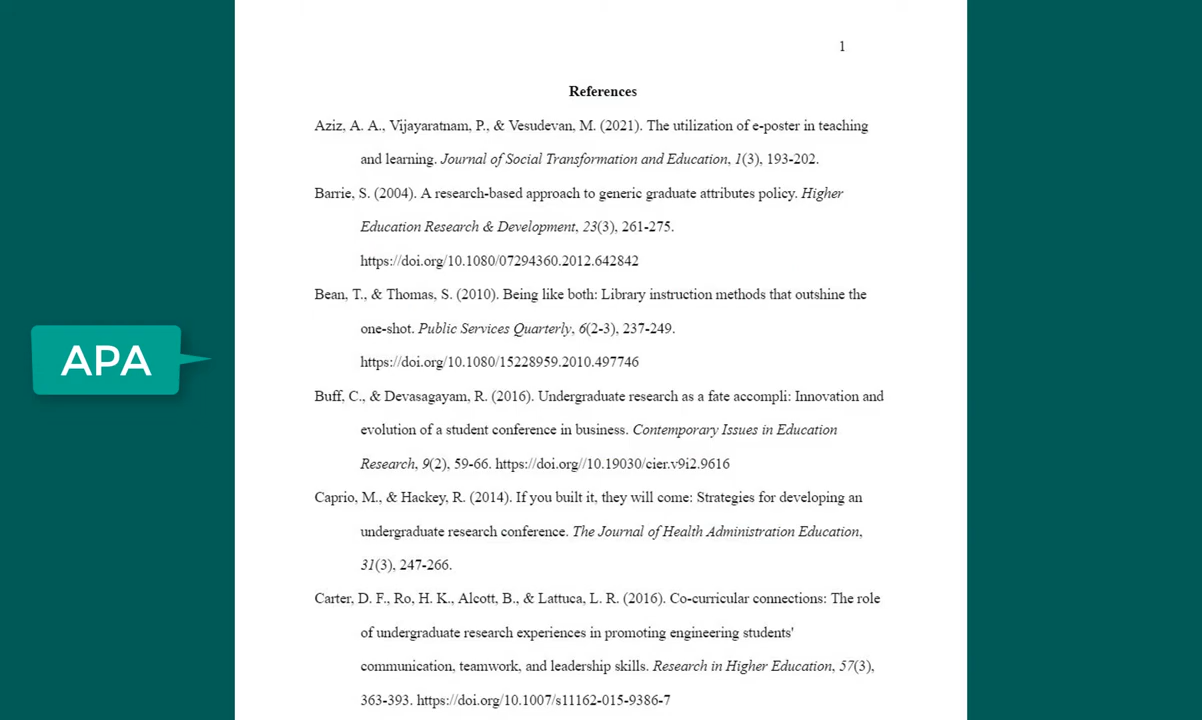 1
References
Aziz, A. A., Vijayaratnam, P., & Vesudevan, M. (2021). The utilization of e-poster in teaching
and learning. Journal of Social Transformation and Education, 1(3), 193-202.
Barrie, S. (2004). A research-based approach to generic graduate attributes policy. Higher
Education Research & Development, 23(3), 261-275.
https://doi.org/10.1080/07294360.2012.642842
Bean, T., & Thomas, S. (2010). Being like both: Library instruction methods that outshine the
one-shot. Public Services Quarterly, 6(2-3), 237-249.
https://doi.org/10.1080/15228959.2010.497746
APA
Buff, C., & Devasagayam, R. (2016). Undergraduate research as a fate accompli: Innovation and
evolution of a student conference in business. Contemporary Issues in Education
Research, 9(2), 59-66. https://doi.org//10.19030/cier.v9i2.9616
Caprio, M., & Hackey, R. (2014). If you built it, they will come: Strategies for developing an
undergraduate research conference. The Journal of Health Administration Education,
31(3), 247-266.
Carter, D. F., Ro, H. K., Alcott, B., & Lattuca, L. R. (2016). Co-curricular connections: The role
of undergraduate research experiences in promoting engineering students'
communication, teamwork, and leadership skills. Research in Higher Education, 57(3),
363-393. https://doi.org/10.1007/s11162-015-9386-7